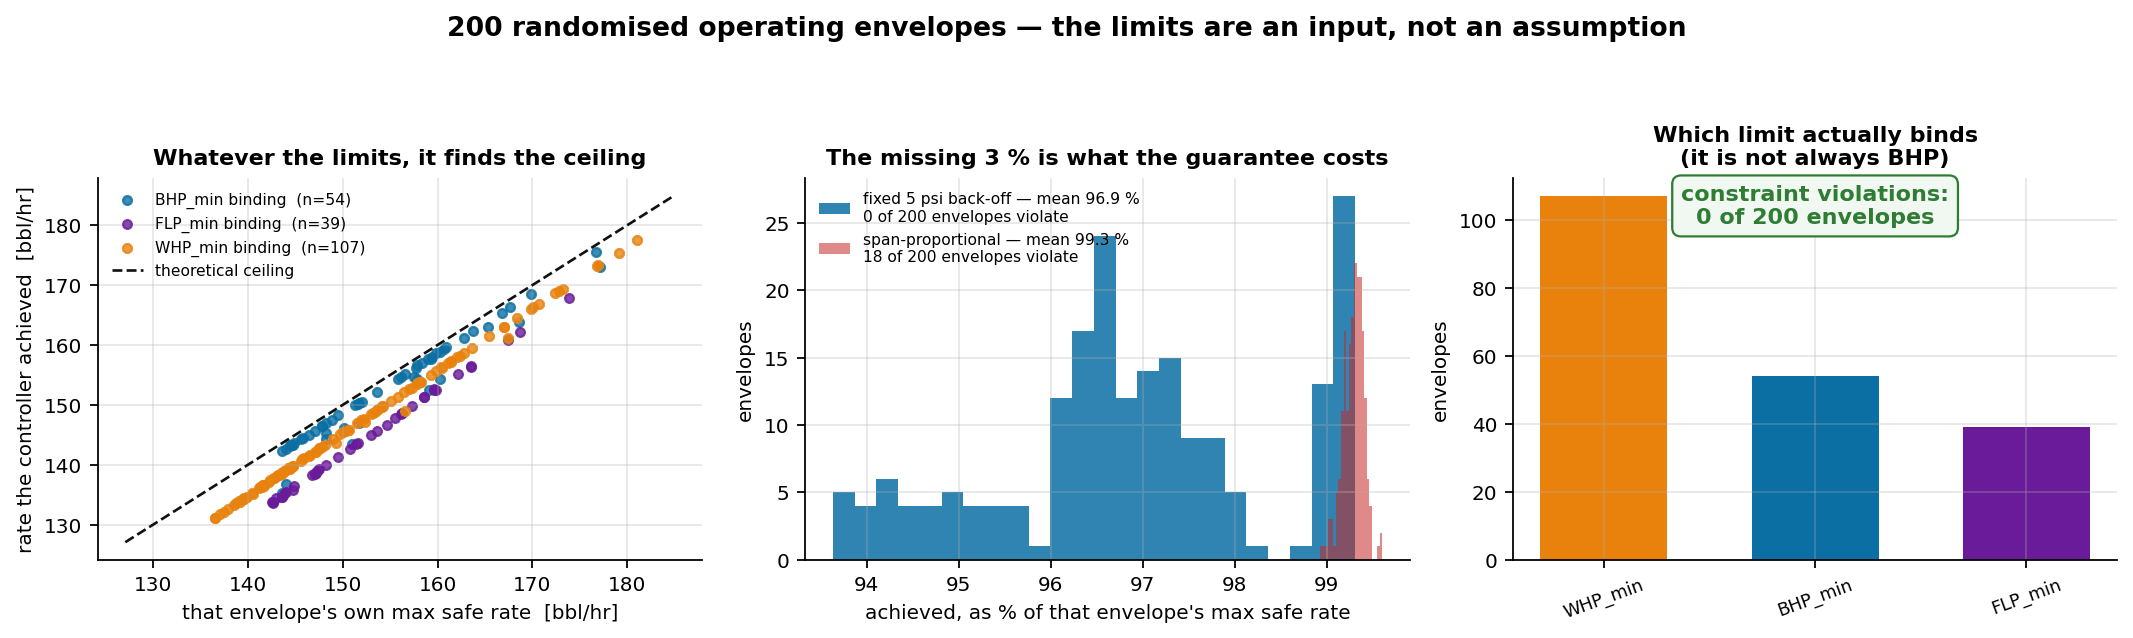 200 randomised operating envelopes — the limits are an input, not an assumption
Whatever the limits, it finds the ceiling
rate the controller achieved [bbl/hr]
180
170
160
150
140
130
BHP_min binding (n=54)
FLP_min binding (n=39)
WHP_min binding (n=107)
theoretical ceiling
130
140
150
160
170
180
that envelope's own max safe rate [bbl/hr]
The missing 3 % is what the guarantee costs
envelopes
25
20
15
10
5
0
fixed 5 psi back-off — mean 96.9 %
0 of 200 envelopes violate
span-proportional — mean 99.3 %
18 of 200 envelopes violate
94
95
96
97
98
99
achieved, as % of that envelope's max safe rate
Which limit actually binds
(it is not always BHP)
constraint violations:
0 of 200 envelopes
envelopes
100
80
60
40
20
0
WHP_min
BHP_min
FLP_min